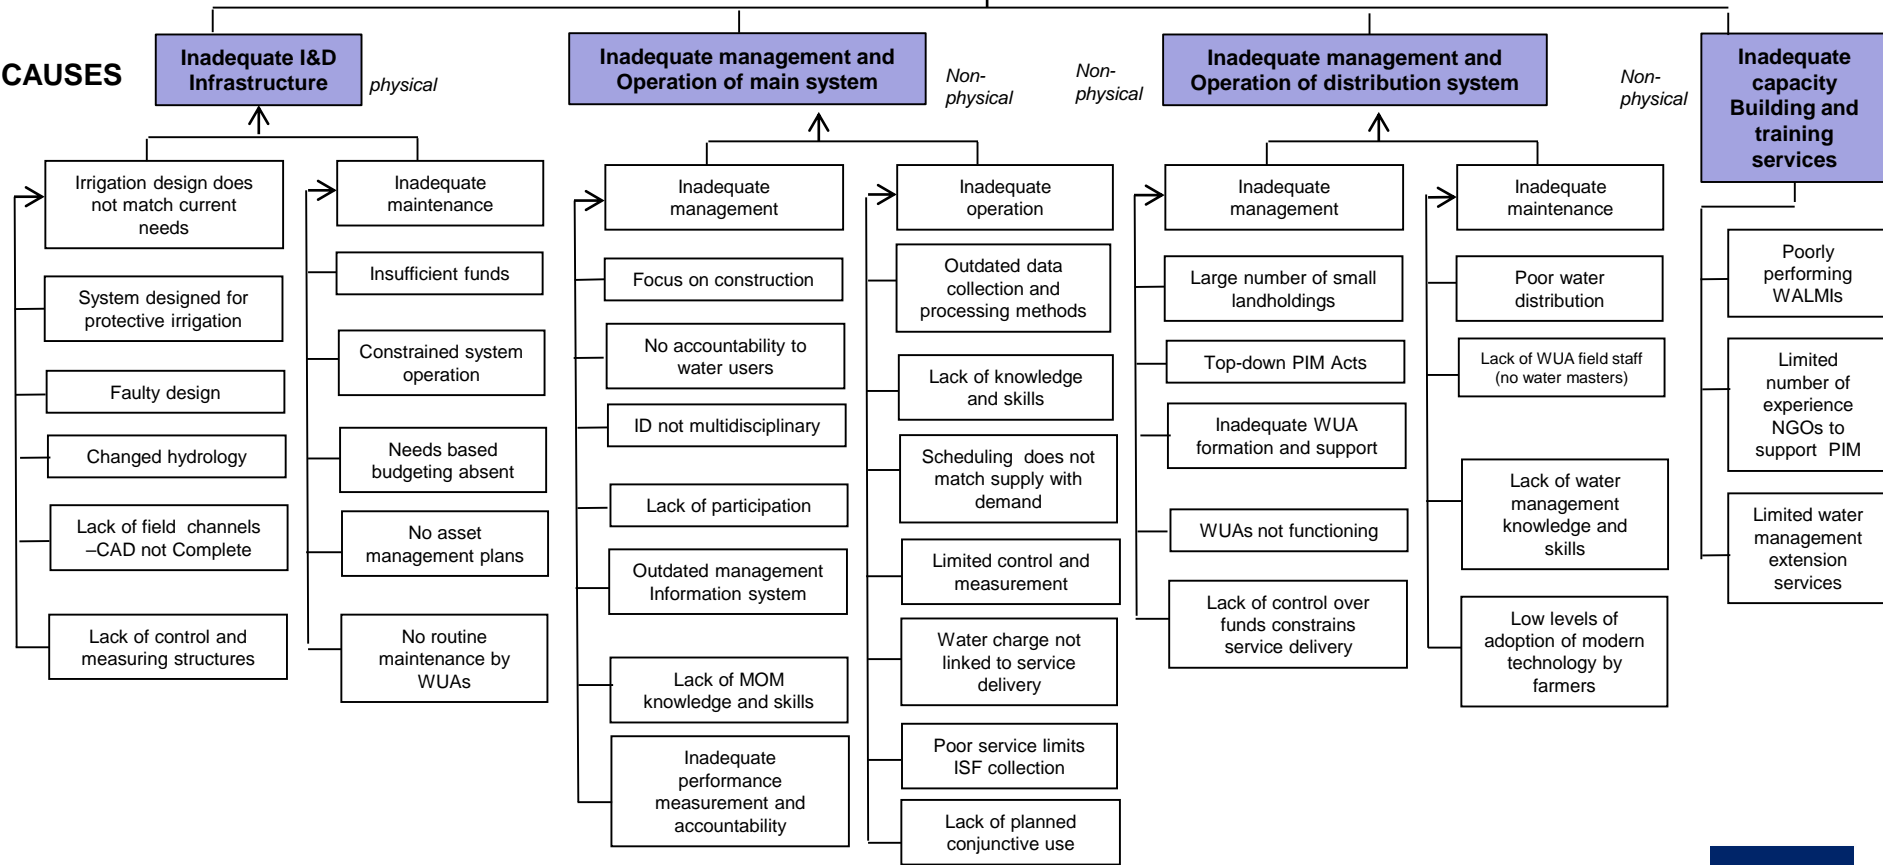 CAUSES
Inadequate I&D
Infrastructure
physical
Inadequate management and
Operation of main system
Non-
physical
Non-
physical
Inadequate management and
Operation of distribution system
Non-
physical
Inadequate
capacity
Building and
training
services
Irrigation design does
not match current
needs
System designed for
protective irrigation
Faulty design
Changed hydrology
Lack of field  channels
–CAD not Complete
Lack of control and
measuring structures
Inadequate
maintenance
Insufficient funds
Constrained system
operation
Needs based
budgeting absent
No asset
management plans
No routine
maintenance by
WUAs
Inadequate
management
Focus on construction
No accountability to
water users
ID not multidisciplinary
Lack of participation
Outdated management
Information system
Lack of MOM
knowledge and skills
Inadequate
performance
measurement and
accountability
Inadequate
operation
Outdated data
collection and
processing methods
Lack of knowledge
and skills
Scheduling  does not
match supply with
demand
Limited control and
measurement
Water charge not
linked to service
delivery
Poor service limits
ISF collection
Lack of planned
conjunctive use
Inadequate
management
Large number of small
landholdings
Top-down PIM Acts
Inadequate WUA
formation and support
WUAs not functioning
Lack of control over
funds constrains
service delivery
Inadequate
maintenance
Poor water
distribution
Lack of WUA field staff
(no water masters)
Lack of water
management
knowledge and
skills
Low levels of
adoption of modern
technology by
farmers
Poorly
performing
WALMIs
Limited
number of
experience
NGOs to
support  PIM
Limited water
management
extension
services